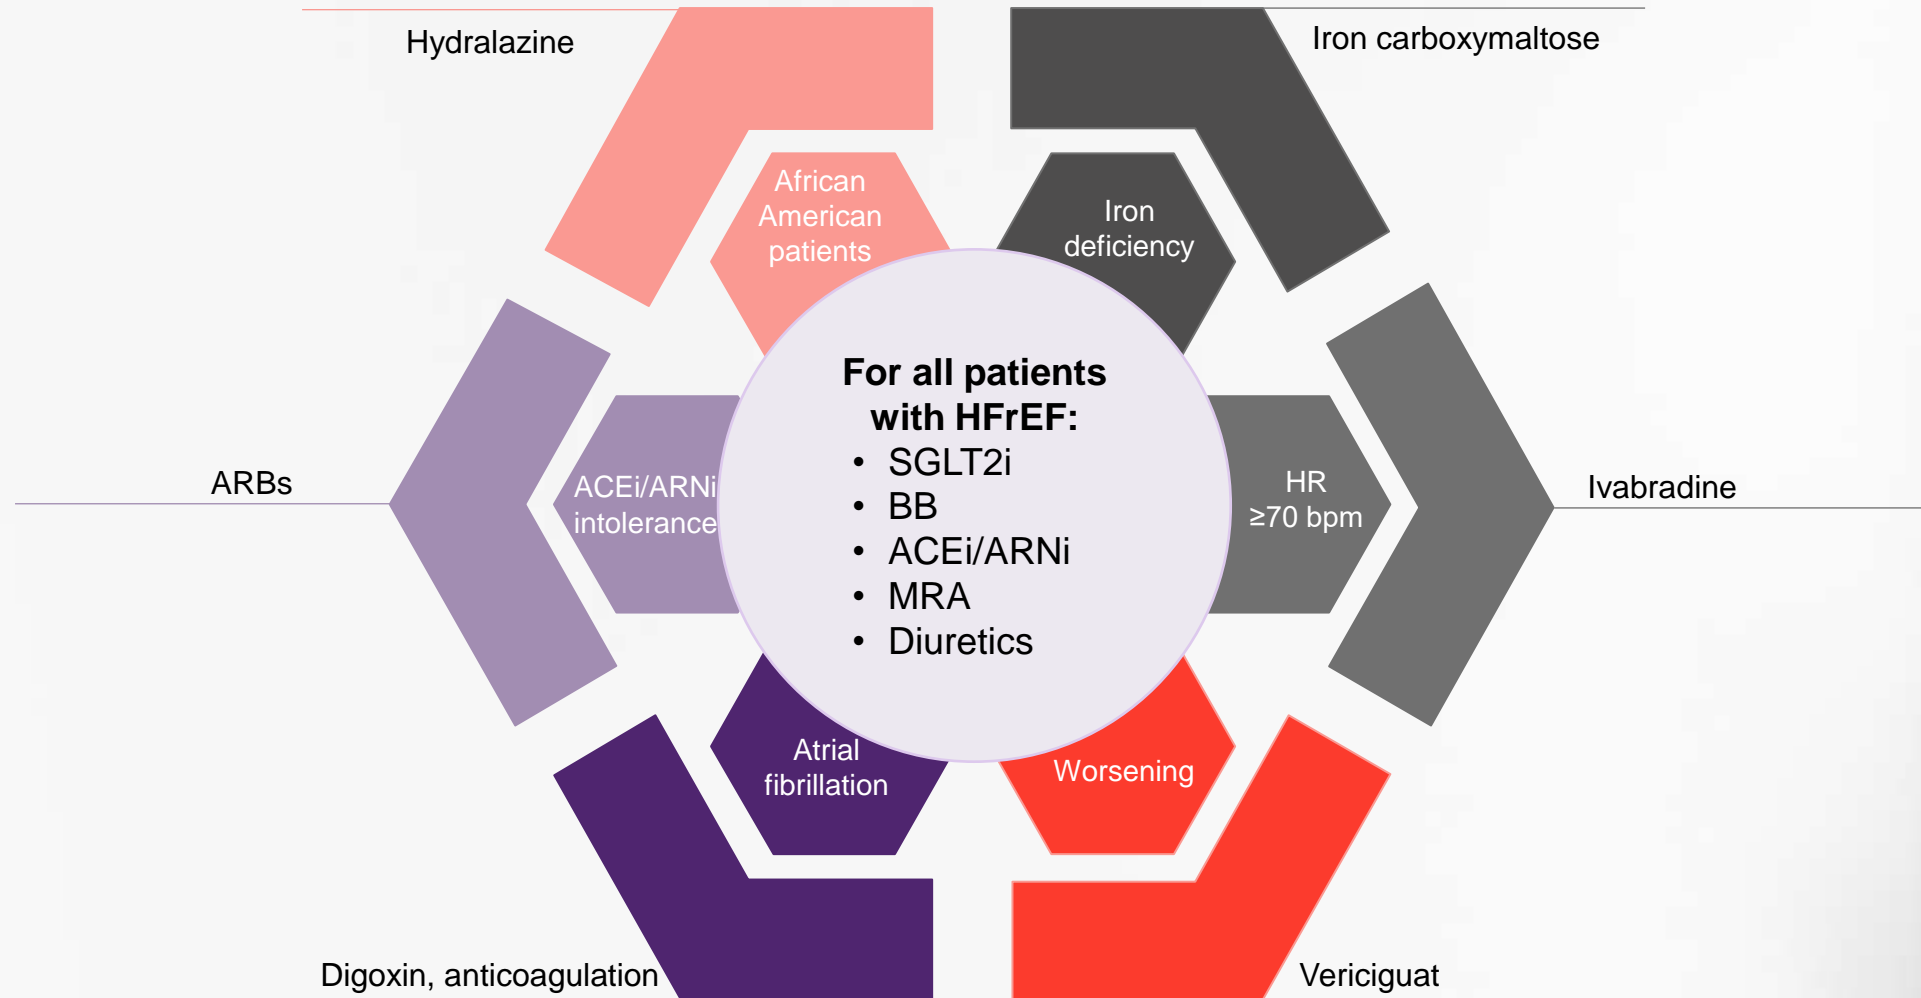 Hydralazine
Iron carboxymaltose
African
American
patients
Iron
deficiency
For all patients
with HFrEF:
• SGLT2i
• BB
• ACEi/ARNi
• MRA
• Diuretics
ARBs
ACEi/ARNi
intolerance
HR
≥70 bpm
Ivabradine
Atrial
fibrillation
Worsening
Digoxin, anticoagulation
Vericiguat